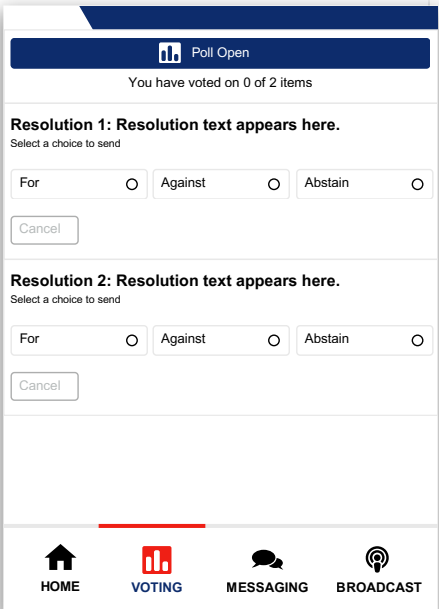 Poll Open
You have voted on 0 of 2 items
Resolution 1: Resolution text appears here.
Select a choice to send
For Against Abstain
Cancel
Resolution 2: Resolution text appears here.
Select a choice to send
For Against Abstain
Cancel
HOME VOTING MESSAGING BROADCAST